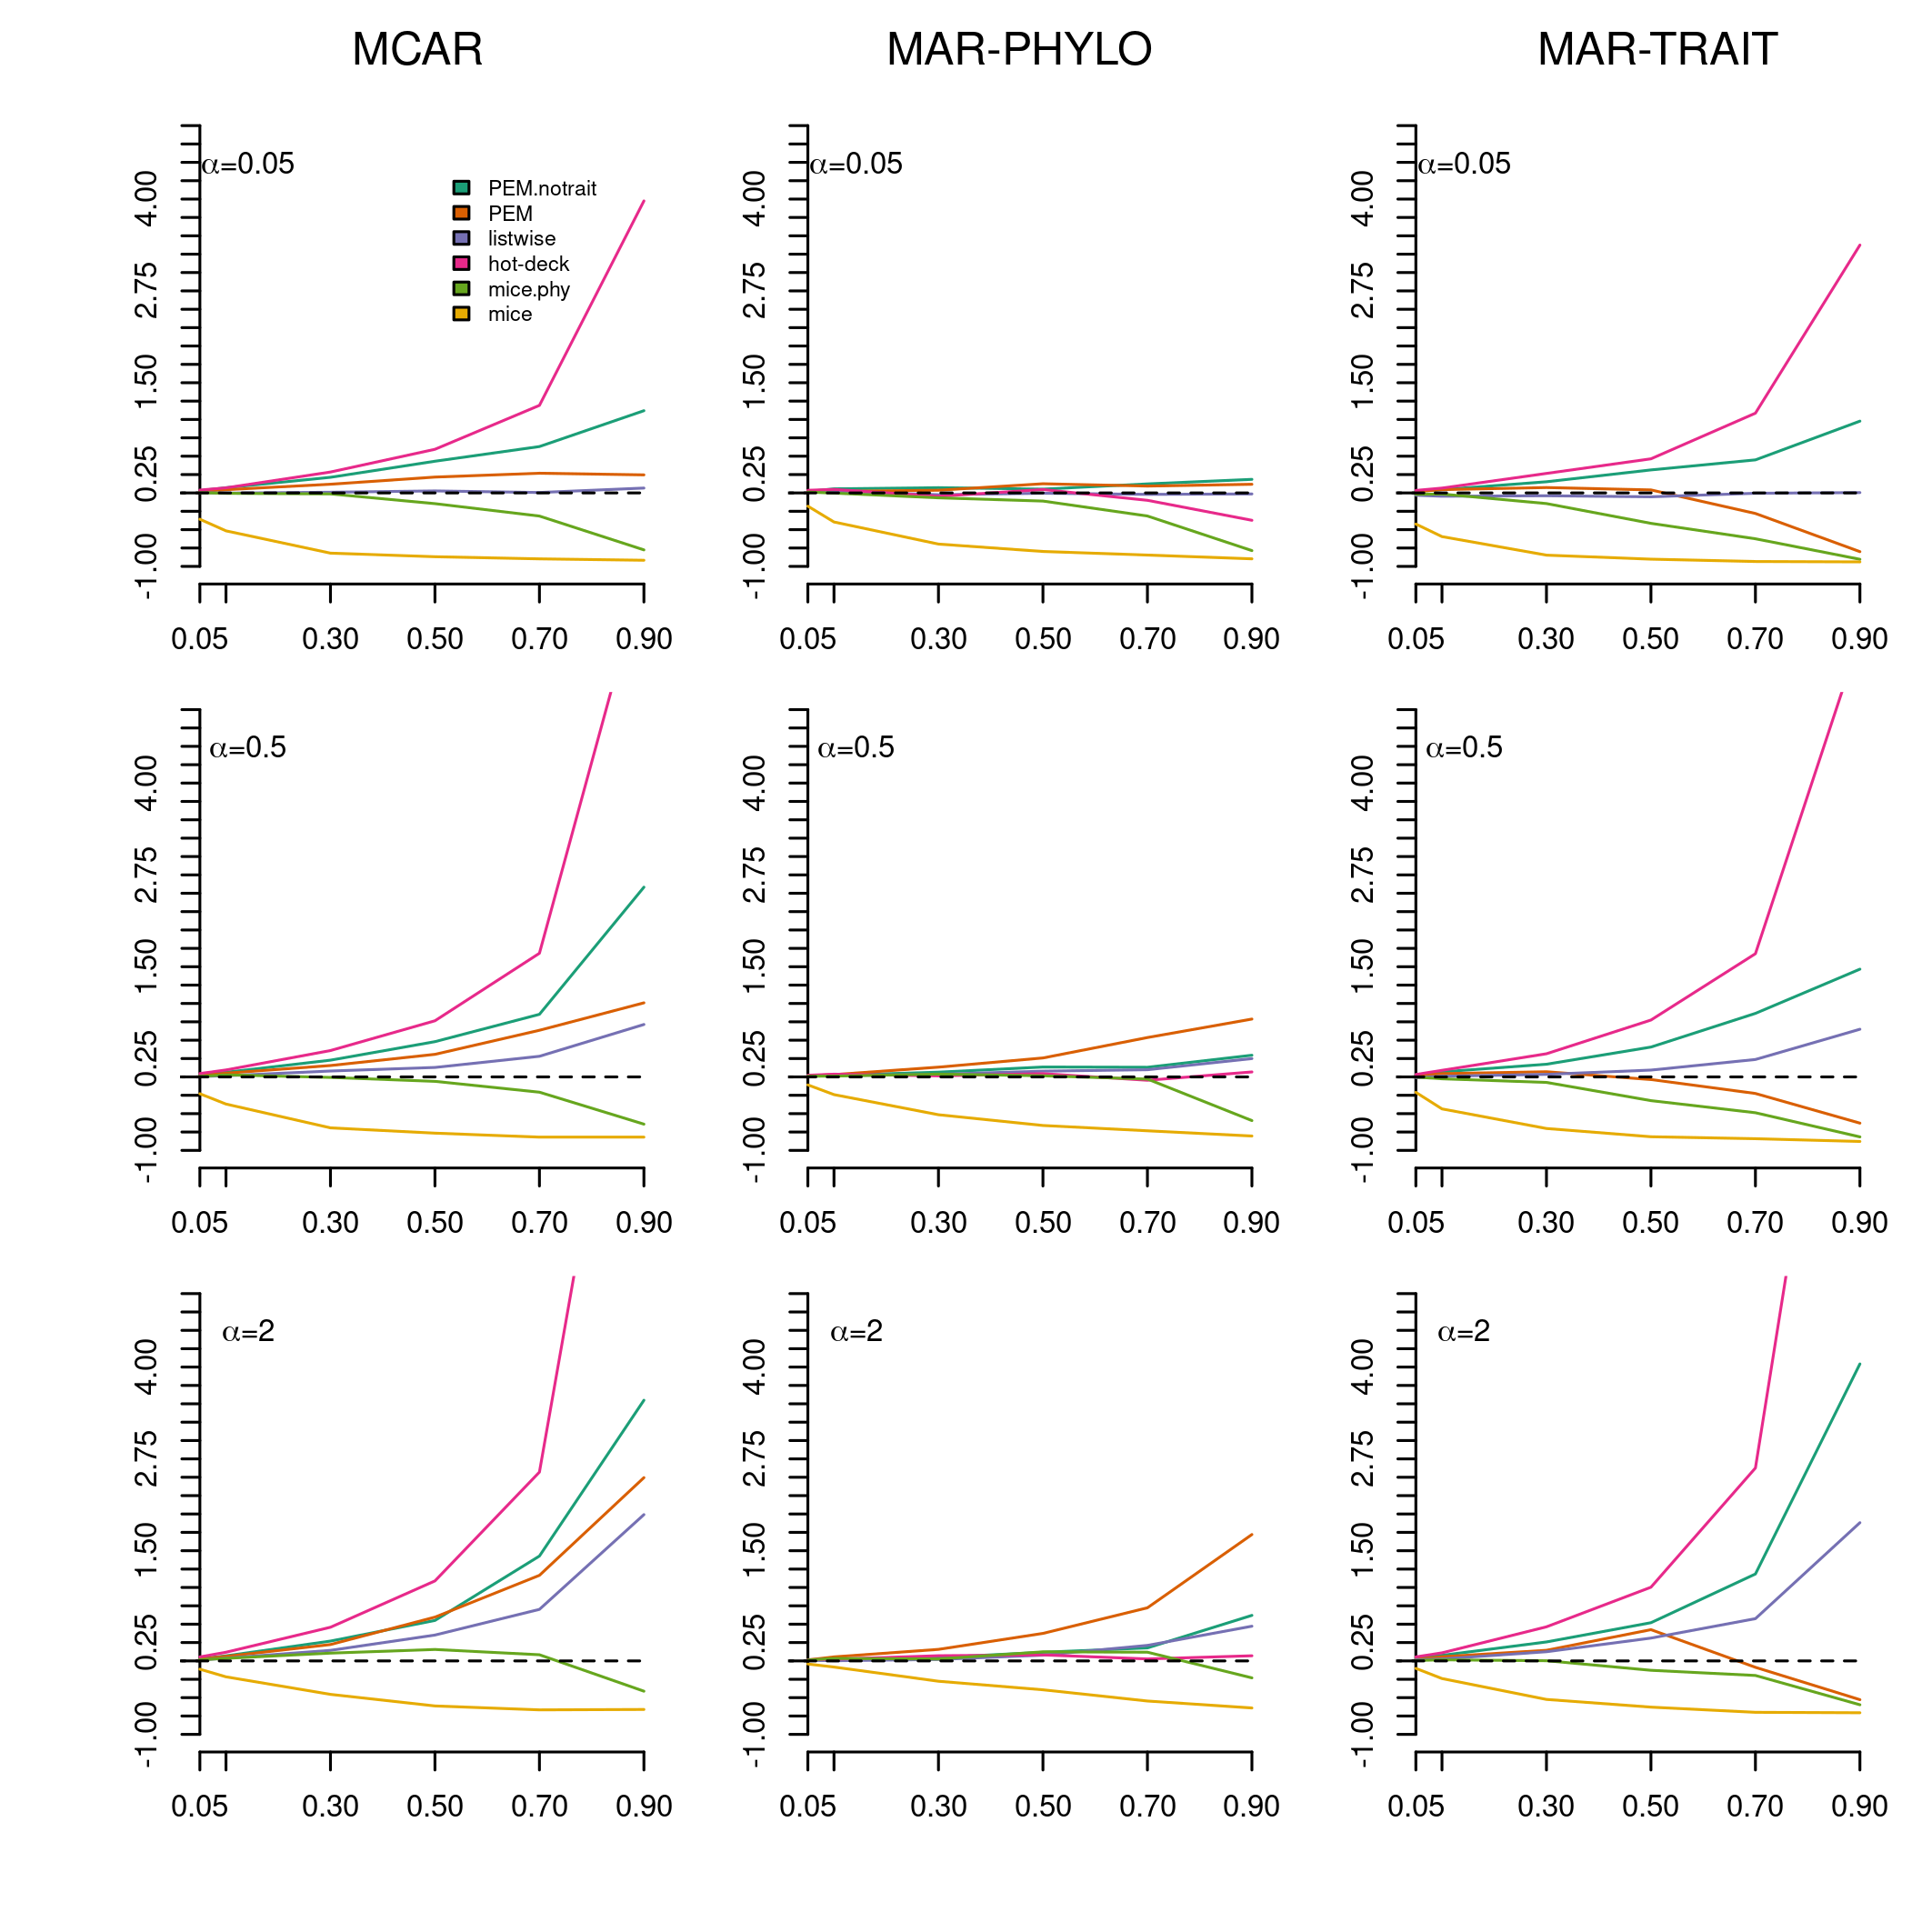 MCAR MAR-PHYLO MAR-TRAIT
α=0.05 α=0.05 α=0.05
PEM.notrait
PEM
listwise
hot-deck
mice.phy
mice
4.00 4.00 4.00
2.75 2.75 2.75
1.50 1.50 1.50
0.25 0.25 0.25
-1.00 -1.00 -1.00
0.05 0.30 0.50 0.70 0.90 0.05 0.30 0.50 0.70 0.90 0.05 0.30 0.50 0.70 0.90
α=0.5 α=0.5 α=0.5
4.00 4.00 4.00
2.75 2.75 2.75
1.50 1.50 1.50
0.25 0.25 0.25
-1.00 -1.00 -1.00
0.05 0.30 0.50 0.70 0.90 0.05 0.30 0.50 0.70 0.90 0.05 0.30 0.50 0.70 0.90
α=2 α=2 α=2
4.00 4.00 4.00
2.75 2.75 2.75
1.50 1.50 1.50
0.25 0.25 0.25
-1.00 -1.00 -1.00
0.05 0.30 0.50 0.70 0.90 0.05 0.30 0.50 0.70 0.90 0.05 0.30 0.50 0.70 0.90